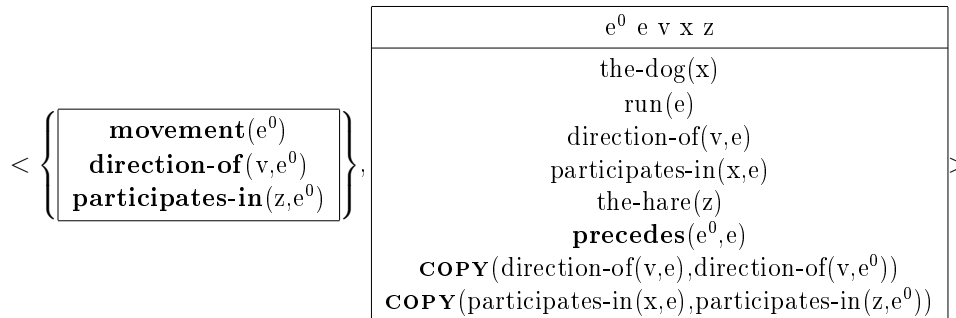 e⁰ e v x z
the-dog(x)
run(e)
direction-of(v,e)
participates-in(x,e)
the-hare(z)
precedes(e⁰,e)
COPY(direction-of(v,e),direction-of(v,e⁰))
COPY(participates-in(x,e),participates-in(z,e⁰))
< { movement(e⁰)
direction-of(v,e⁰)
participates-in(z,e⁰) } , >